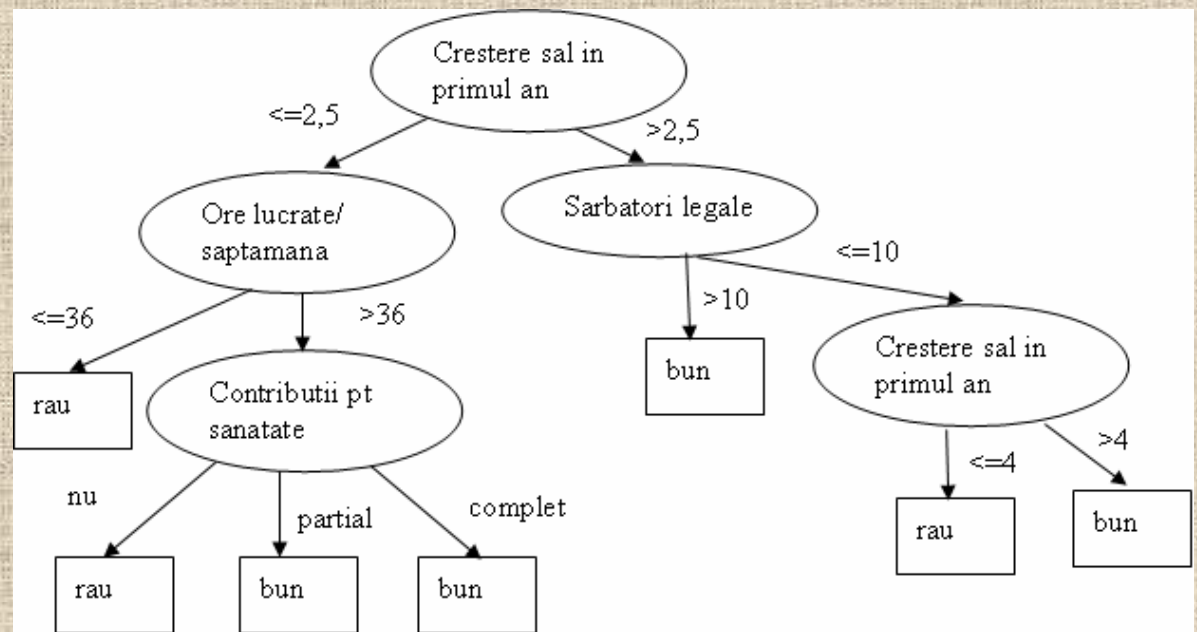 Crestere sal in
primul an
<=2,5
>2,5
Ore lucrate/
saptamana
Sarbatori legale
<=36
>36
>10
<=10
rau
Contributii pt
sanatate
bun
Crestere sal in
primul an
nu
partial
complet
<=4
>4
rau
bun
bun
rau
bun